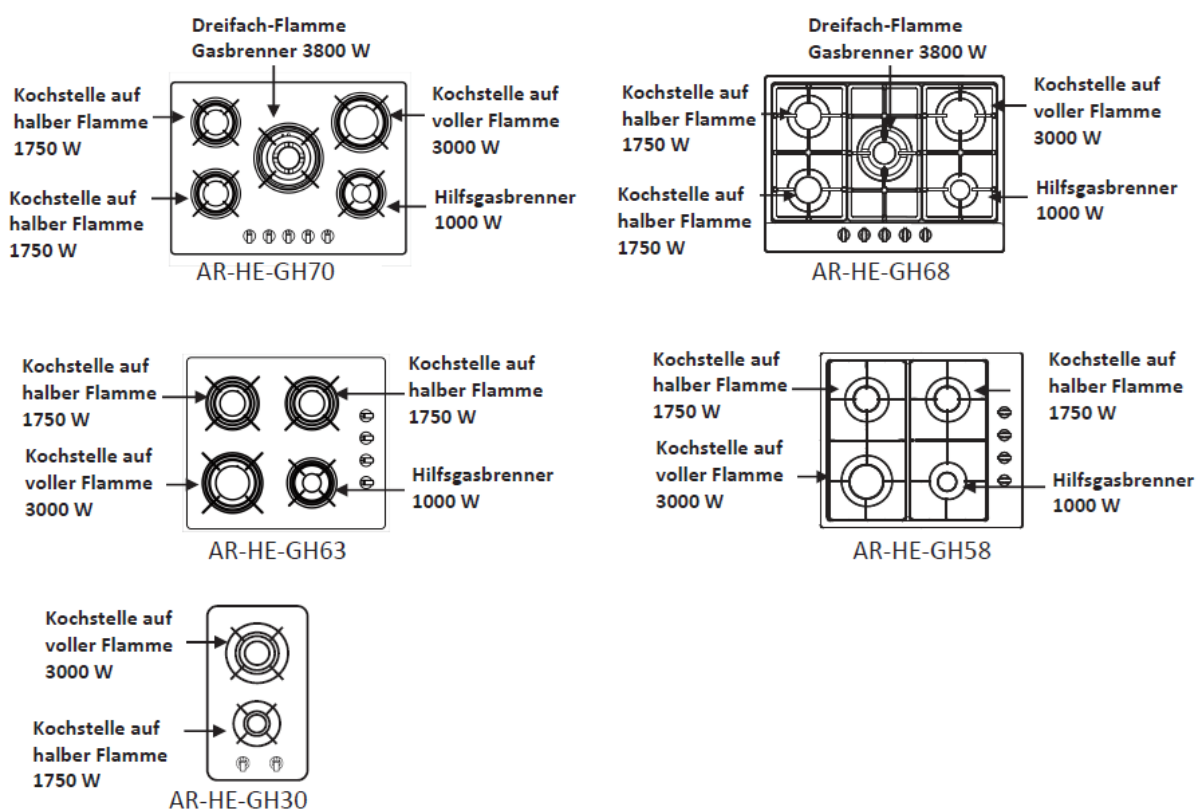 Dreifach-Flamme
Gasbrenner 3800 W
Kochstelle auf
halber Flamme
1750 W
Kochstelle auf
voller Flamme
3000 W
Kochstelle auf
halber Flamme
1750 W
Hilfsgasbrenner
1000 W
AR-HE-GH70
Dreifach-Flamme
Gasbrenner 3800 W
Kochstelle auf
halber Flamme
1750 W
Kochstelle auf
voller Flamme
3000 W
Kochstelle auf
halber Flamme
1750 W
Hilfsgasbrenner
1000 W
AR-HE-GH68
Kochstelle auf
halber Flamme
1750 W
Kochstelle auf
halber Flamme
1750 W
Kochstelle auf
voller Flamme
3000 W
Hilfsgasbrenner
1000 W
AR-HE-GH63
Kochstelle auf
halber Flamme
1750 W
Kochstelle auf
halber Flamme
1750 W
Kochstelle auf
voller Flamme
3000 W
Hilfsgasbrenner
1000 W
AR-HE-GH58
Kochstelle auf
voller Flamme
3000 W
Kochstelle auf
halber Flamme
1750 W
AR-HE-GH30